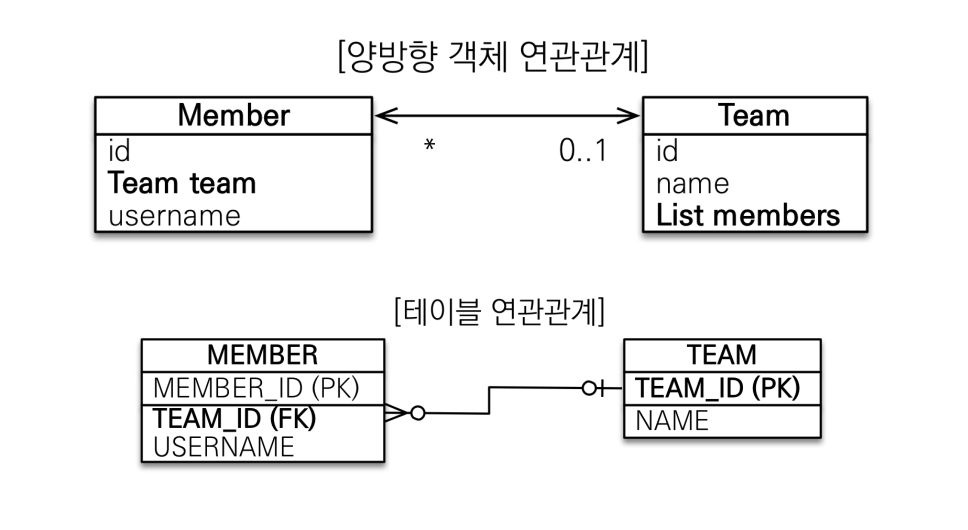 [양방향 객체 연관관계]
Member
id
Team team
username
*
0..1
Team
id
name
List members
[테이블 연관관계]
MEMBER
MEMBER_ID (PK)
TEAM_ID (FK)
USERNAME
TEAM
TEAM_ID (PK)
NAME